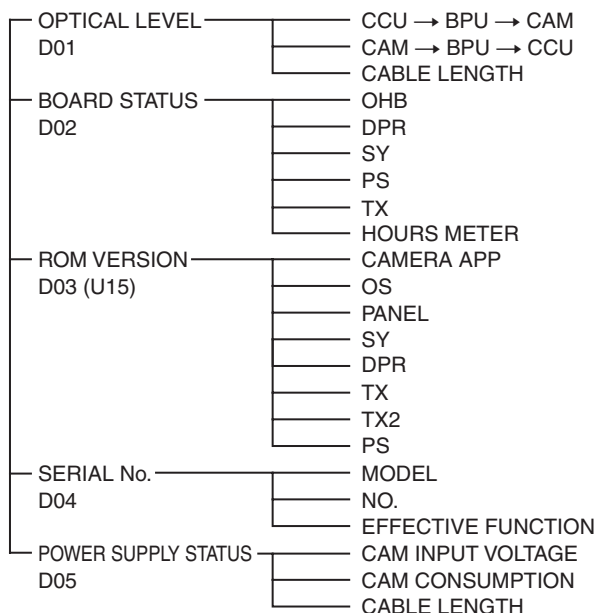 OPTICAL LEVEL
D01
CCU → BPU → CAM
CAM → BPU → CCU
CABLE LENGTH
BOARD STATUS
D02
OHB
DPR
SY
PS
TX
HOURS METER
ROM VERSION
D03 (U15)
CAMERA APP
OS
PANEL
SY
DPR
TX
TX2
PS
SERIAL No.
D04
MODEL
NO.
EFFECTIVE FUNCTION
POWER SUPPLY STATUS
D05
CAM INPUT VOLTAGE
CAM CONSUMPTION
CABLE LENGTH